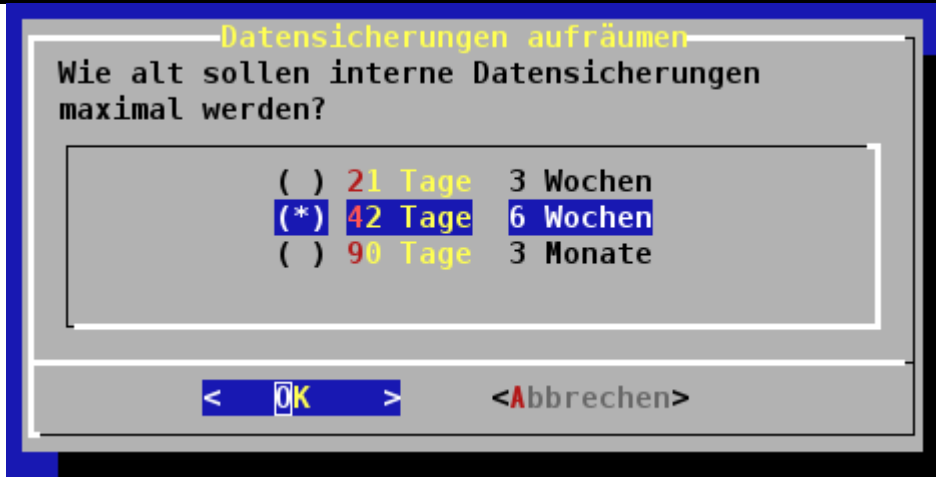 Datensicherungen aufräumen
Wie alt sollen interne Datensicherungen
maximal werden?
( ) 21 Tage 3 Wochen
(*) 42 Tage 6 Wochen
( ) 90 Tage 3 Monate
< OK > <Abbrechen>